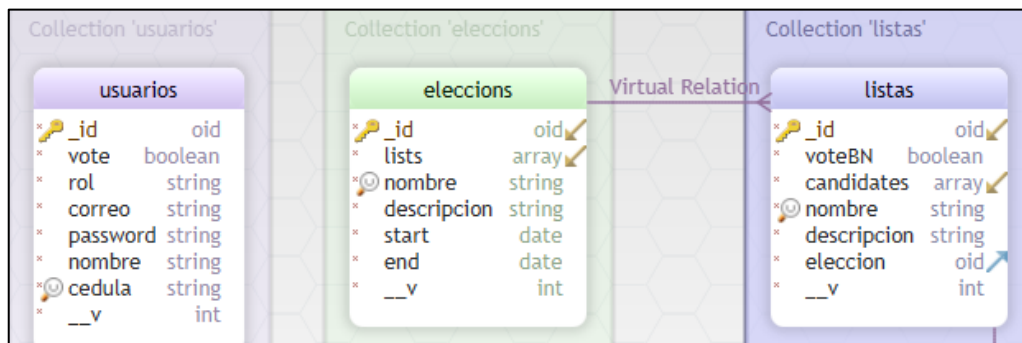 Collection 'usuarios'
usuarios
_id oid
vote boolean
rol string
correo string
password string
nombre string
cedula string
__v int
Collection 'eleccions'
eleccions
_id oid
lists array
nombre string
descripcion string
start date
end date
__v int
Virtual Relation
Collection 'listas'
listas
_id oid
voteBN boolean
candidates array
nombre string
descripcion string
eleccion oid
__v int